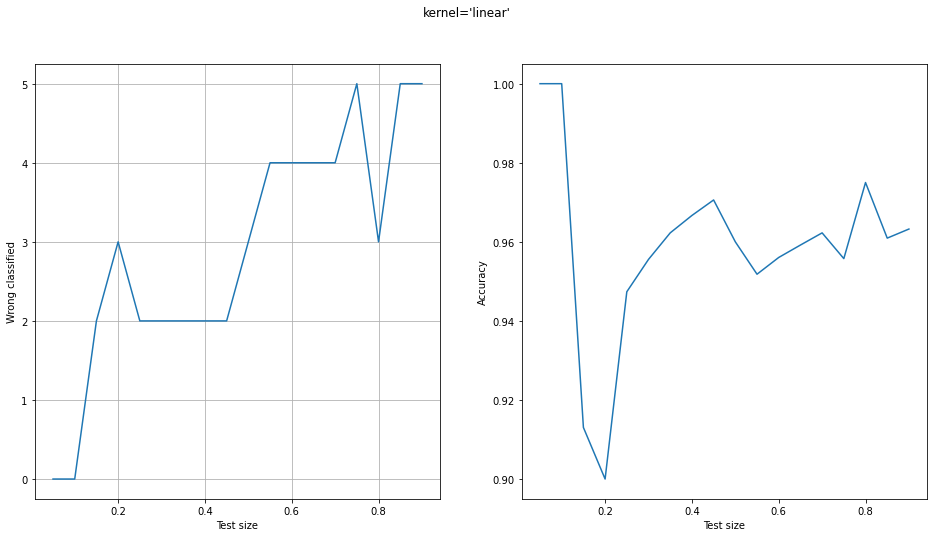 kernel='linear'
Wrong classified
5
4
3
2
1
0
0.2 0.4 0.6 0.8
Test size
Accuracy
1.00
0.98
0.96
0.94
0.92
0.90
0.2 0.4 0.6 0.8
Test size